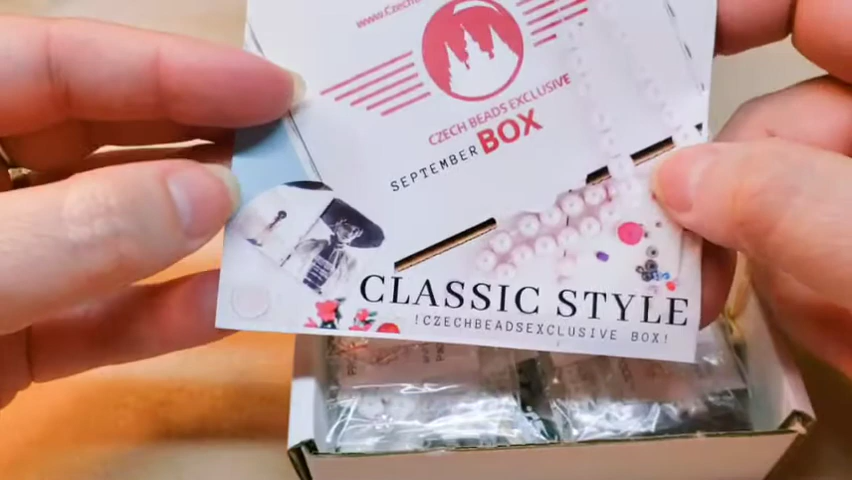 www.Czech
CZECH BEADS EXCLUSIVE
BOX
SEPTEMBER
CLASSIC STYLE
!CZECHBEADSEXCLUSIVE BOX!